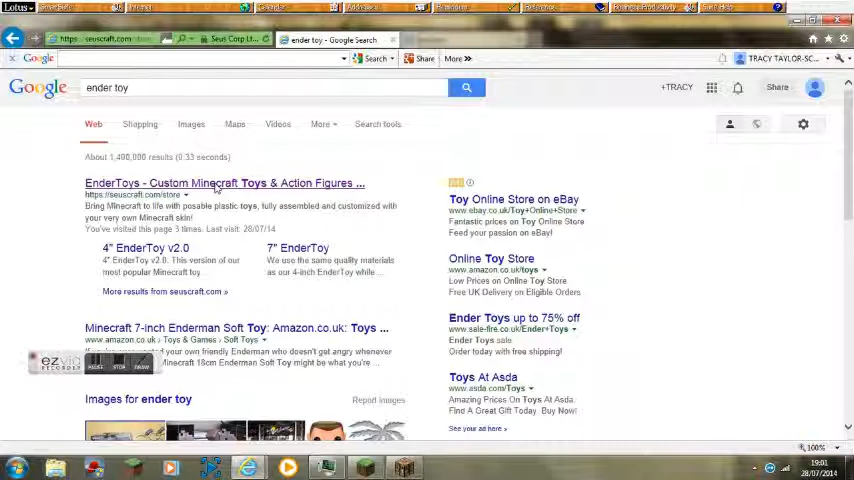 Lotus
Internet
Calendar
https://seuscraft.com/store
Seus Corp Ltd...
ender toy - Google Search
Google
Search
Share
More »
TRACY TAYLOR-SC...
Google
ender toy
+TRACY
Share
Web Shopping Images Maps Videos More Search tools
About 1,400,000 results (0.33 seconds)
EnderToys - Custom Minecraft Toys & Action Figures ...
https://seuscraft.com/store
Bring Minecraft to life with posable plastic toys, fully assembled and customized with
your very own Minecraft skin!
You've visited this page 3 times. Last visit: 28/07/14
4" EnderToy v2.0
4" EnderToy v2.0. This version of our
most popular Minecraft toy...
7" EnderToy
We use the same quality materials
as our 4-inch EnderToy while...
More results from seuscraft.com »
Minecraft 7-inch Enderman Soft Toy: Amazon.co.uk: Toys ...
www.amazon.co.uk › Toys & Games › Soft Toys
your own friendly Enderman who doesn't get angry whenever
Minecraft 18cm Enderman Soft Toy might be what you're ...
ezvid
RECORDER
PAUSE
STOP
DRAW
Images for ender toy
Report images
Toy Online Store on eBay
www.ebay.co.uk/Toy+Online+Store
Fantastic prices on Toy Online Store
Feed your passion on eBay!
Online Toy Store
www.amazon.co.uk/toys
Low Prices on Online Toy Store
Free UK Delivery on Eligible Orders
Ender Toys up to 75% off
www.sale-fire.co.uk/Ender+Toys
Ender Toys sale.
Order today with free shipping!
Toys At Asda
www.asda.com/Toys
Amazing Prices On Toys At Asda.
Find A Great Gift Today. Buy Now!
See your ad here »
100%
19:01
28/07/2014